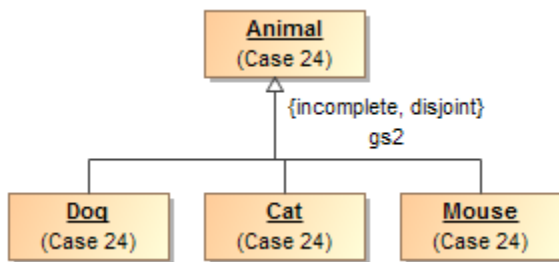 Animal
(Case 24)
{incomplete, disjoint}
gs2
Dog
(Case 24)
Cat
(Case 24)
Mouse
(Case 24)